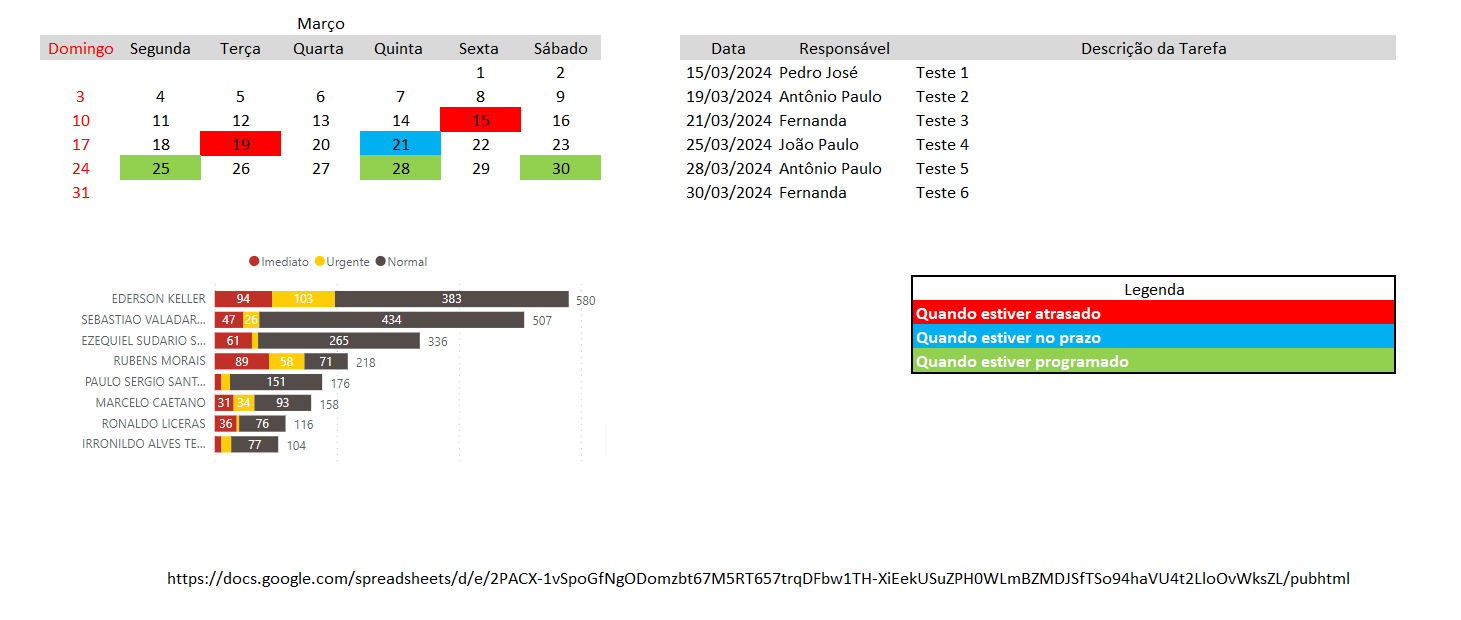 Março
Domingo Segunda Terça Quarta Quinta Sexta Sábado
1 2
3 4 5 6 7 8 9
10 11 12 13 14 15 16
17 18 19 20 21 22 23
24 25 26 27 28 29 30
31
Data Responsável Descrição da Tarefa
15/03/2024 Pedro José Teste 1
19/03/2024 Antônio Paulo Teste 2
21/03/2024 Fernanda Teste 3
25/03/2024 João Paulo Teste 4
28/03/2024 Antônio Paulo Teste 5
30/03/2024 Fernanda Teste 6
Imediato Urgente Normal
EDERSON KELLER 94 103 383 580
SEBASTIAO VALADAR... 47 26 434 507
EZEQUIEL SUDARIO S... 61 265 336
RUBENS MORAIS 89 58 71 218
PAULO SERGIO SANT... 151 176
MARCELO CAETANO 31 34 93 158
RONALDO LICERAS 36 76 116
IRRONILDO ALVES TE... 77 104
Legenda
Quando estiver atrasado
Quando estiver no prazo
Quando estiver programado
https://docs.google.com/spreadsheets/d/e/2PACX-1vSpoGfNgODomzbt67M5RT657trqDFbw1TH-XiEekUSuZPH0WLmBZMDJSfTSo94haVU4t2LloOvWksZL/pubhtml